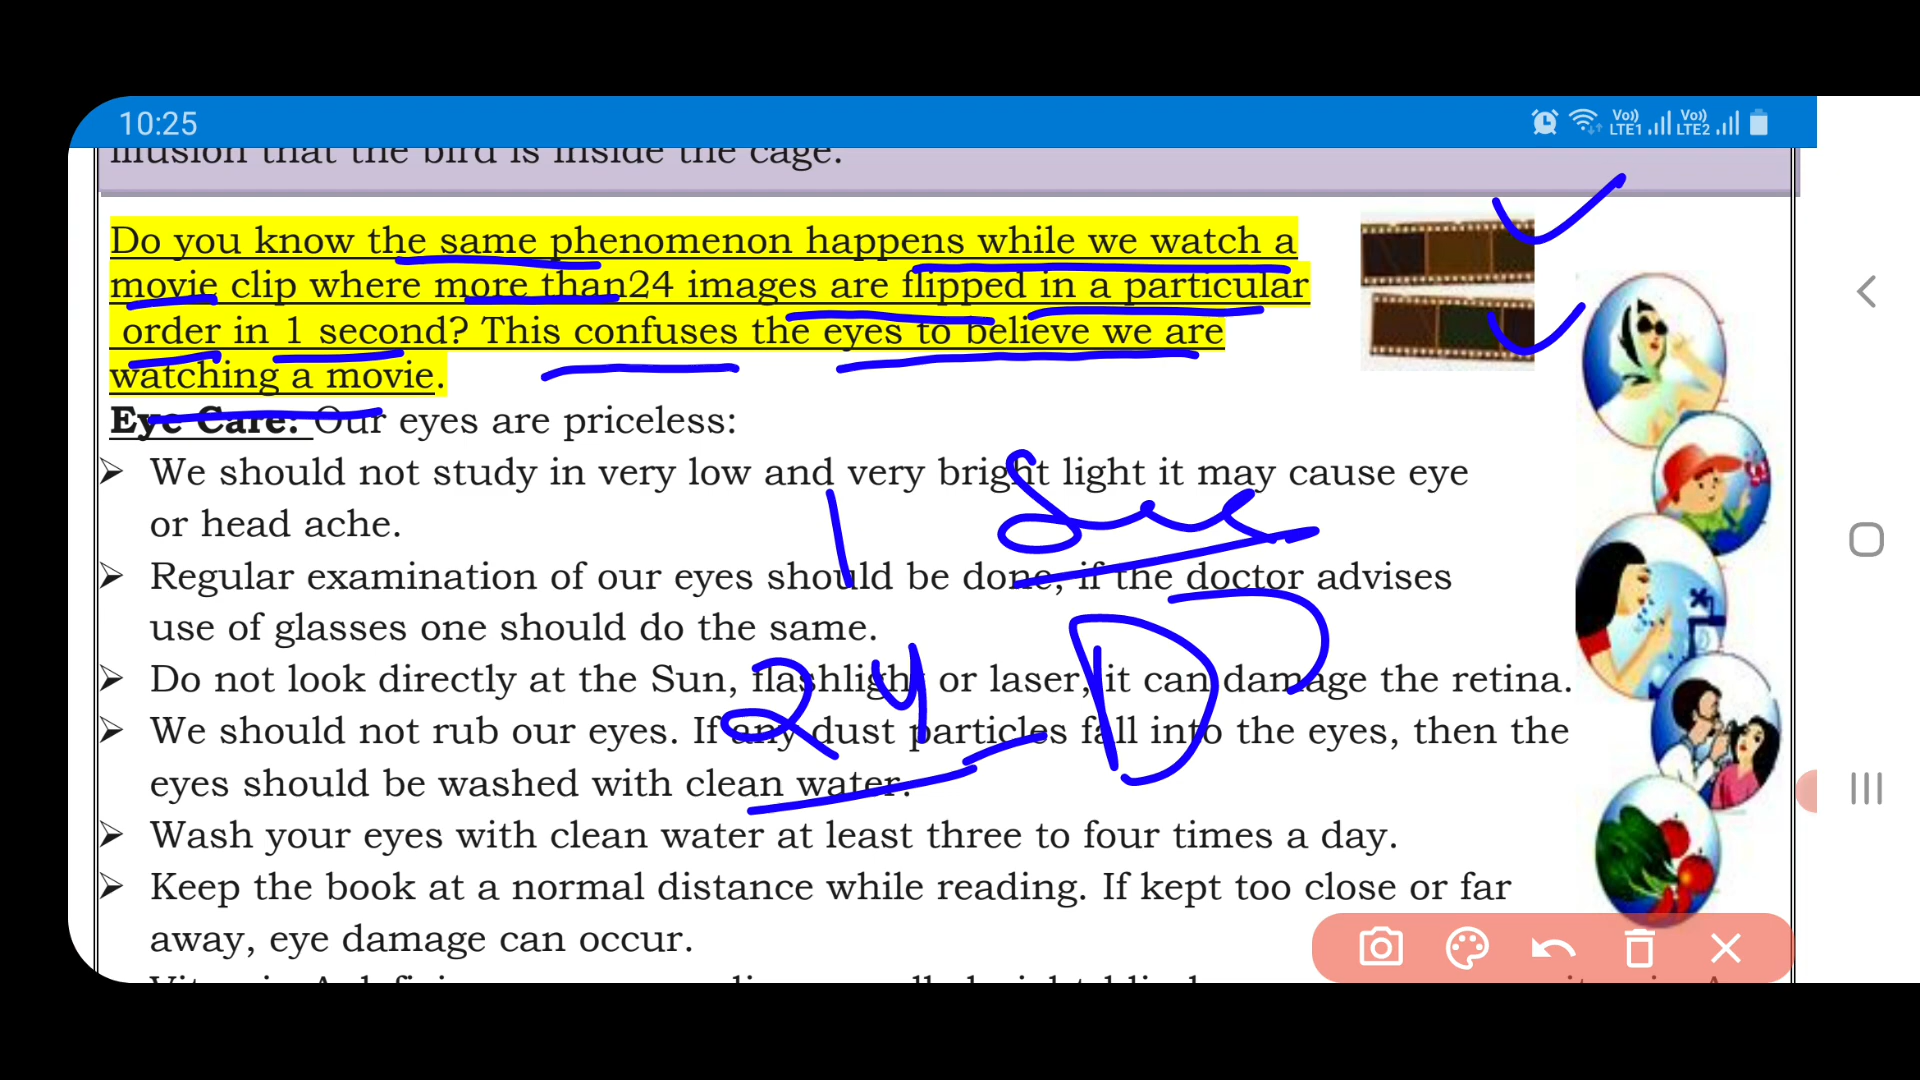 10:25
Vo)) LTE1 Vo)) LTE2
illusion that the bird is inside the cage.
Do you know the same phenomenon happens while we watch a
movie clip where more than24 images are flipped in a particular
order in 1 second? This confuses the eyes to believe we are
watching a movie.
Eye Care: Our eyes are priceless:
➢ We should not study in very low and very bright light it may cause eye
or head ache.
1 Sec
➢ Regular examination of our eyes should be done, if the doctor advises
use of glasses one should do the same.
24 D
➢ Do not look directly at the Sun, flashlight or laser, it can damage the retina.
➢ We should not rub our eyes. If any dust particles fall into the eyes, then the
eyes should be washed with clean water.
➢ Wash your eyes with clean water at least three to four times a day.
➢ Keep the book at a normal distance while reading. If kept too close or far
away, eye damage can occur.